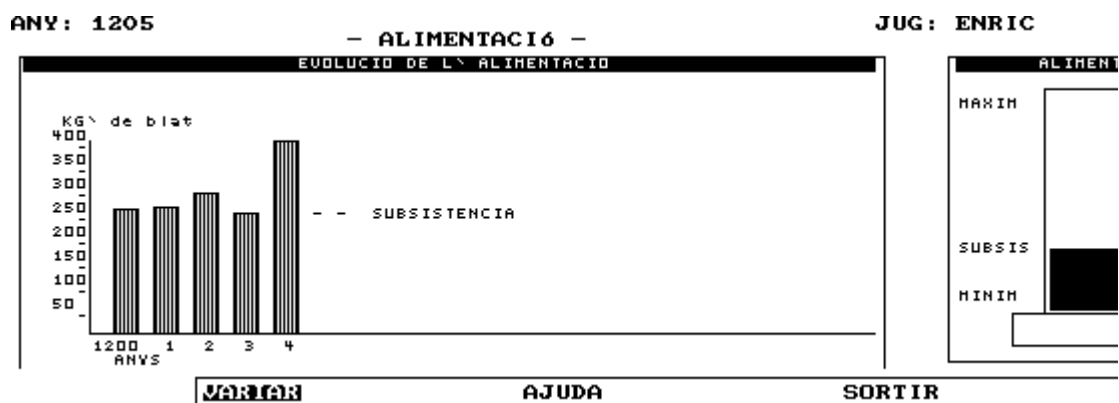 ANY: 1205
JUG: ENRIC
- ALIMENTACIó -
EVOLUCIO DE L\ ALIMENTACIO
KG\ de blat
400
350
300
250
200
150
100
50
1200 1 2 3 4
ANYS
- - SUBSISTENCIA
ALIMENT
MAXIM
SUBSIS
MINIM
VARIAR AJUDA SORTIR